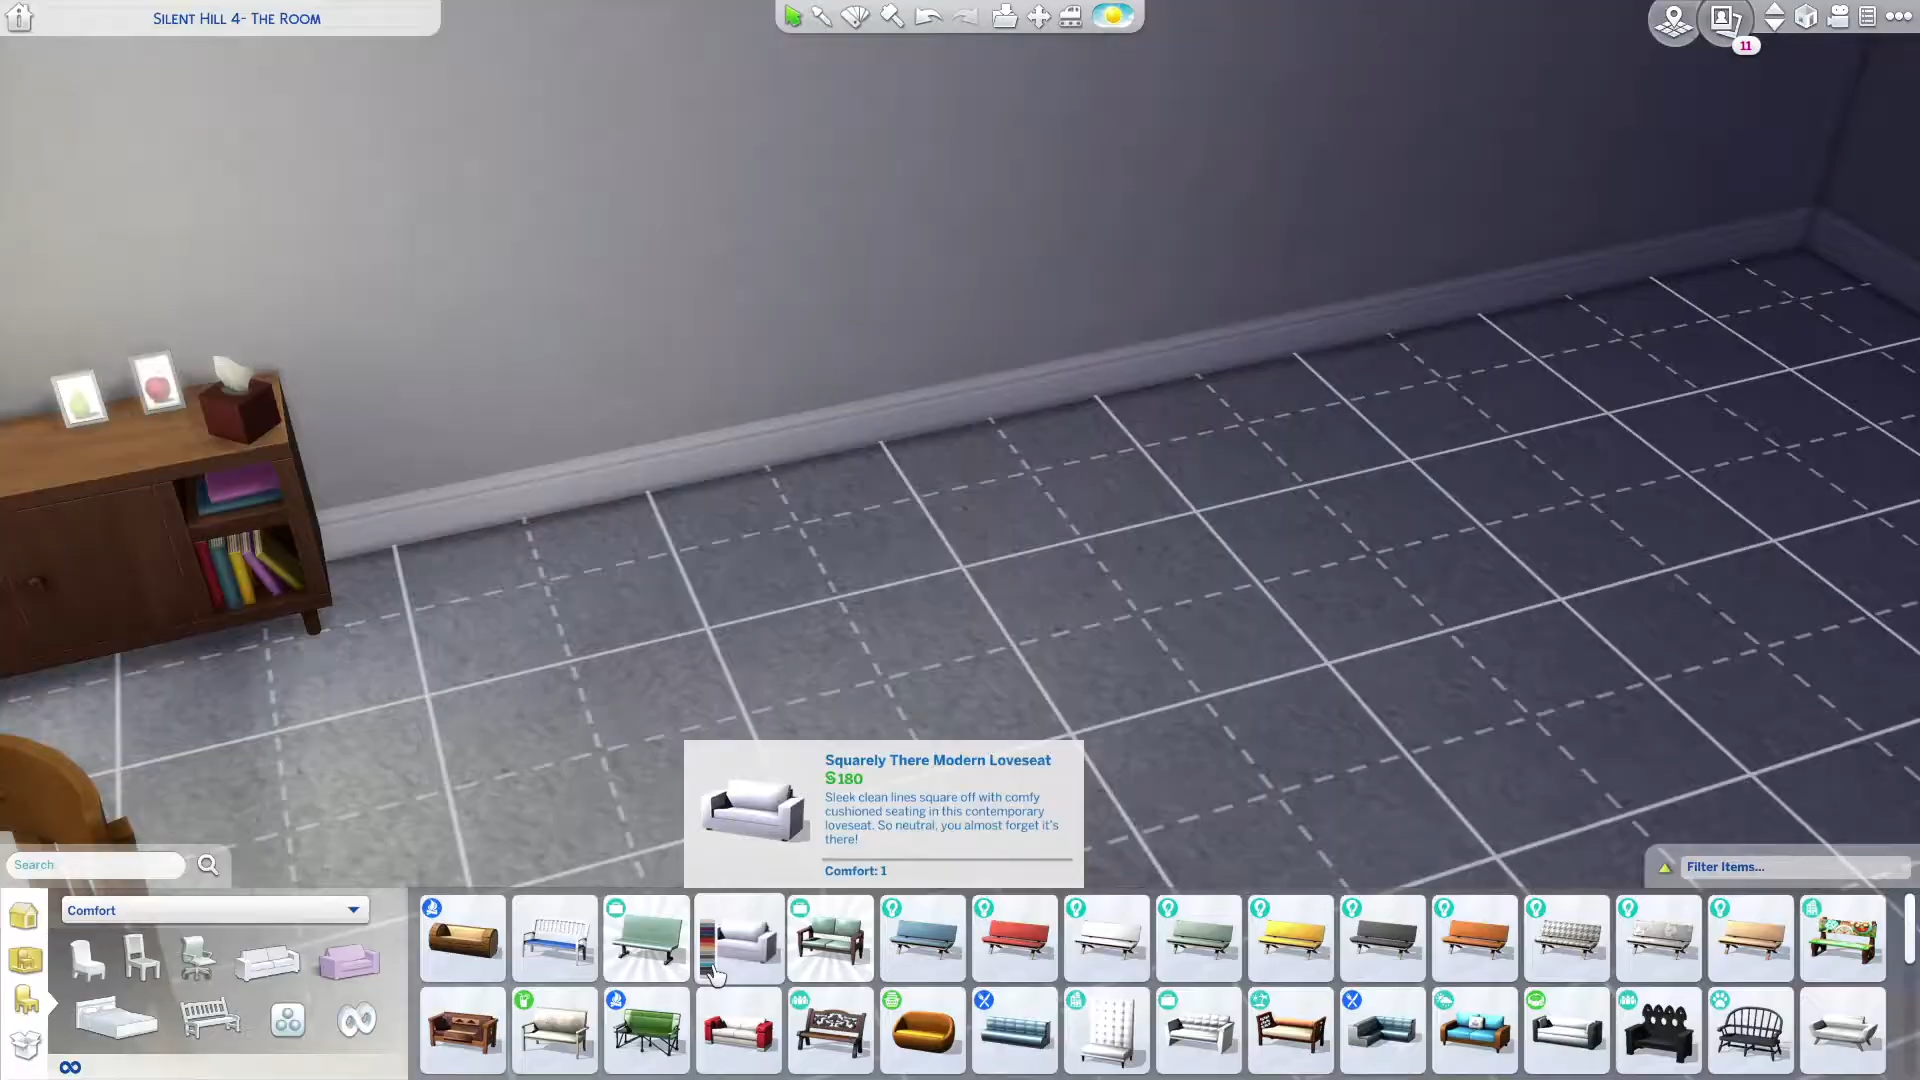 Silent Hill 4- The Room
11
Squarely There Modern Loveseat
§180
Sleek clean lines square off with comfy
cushioned seating in this contemporary
loveseat. So neutral, you almost forget it's
there!
Comfort: 1
Search
Filter Items...
Comfort